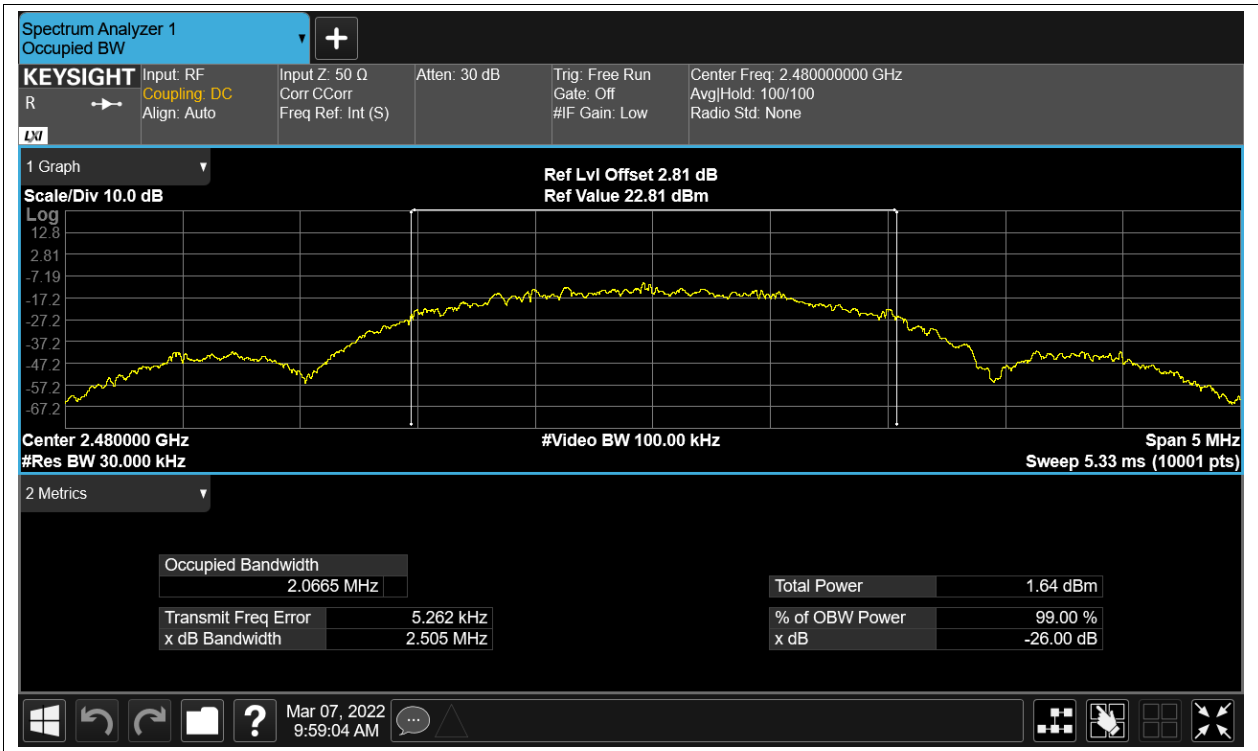 Spectrum Analyzer 1
Occupied BW
KEYSIGHT
R
LXI
Input: RF
Coupling: DC
Align: Auto
Input Z: 50 Ω
Corr CCorr
Freq Ref: Int (S)
Atten: 30 dB
Trig: Free Run
Gate: Off
#IF Gain: Low
Center Freq: 2.480000000 GHz
Avg|Hold: 100/100
Radio Std: None
1 Graph
Scale/Div 10.0 dB
Ref Lvl Offset 2.81 dB
Ref Value 22.81 dBm
Log
12.8
2.81
-7.19
-17.2
-27.2
-37.2
-47.2
-57.2
-67.2
Center 2.480000 GHz
#Res BW 30.000 kHz
#Video BW 100.00 kHz
Span 5 MHz
Sweep 5.33 ms (10001 pts)
2 Metrics
Occupied Bandwidth
2.0665 MHz
Transmit Freq Error 5.262 kHz
x dB Bandwidth 2.505 MHz
Total Power 1.64 dBm
% of OBW Power 99.00 %
x dB -26.00 dB
?
Mar 07, 2022
9:59:04 AM